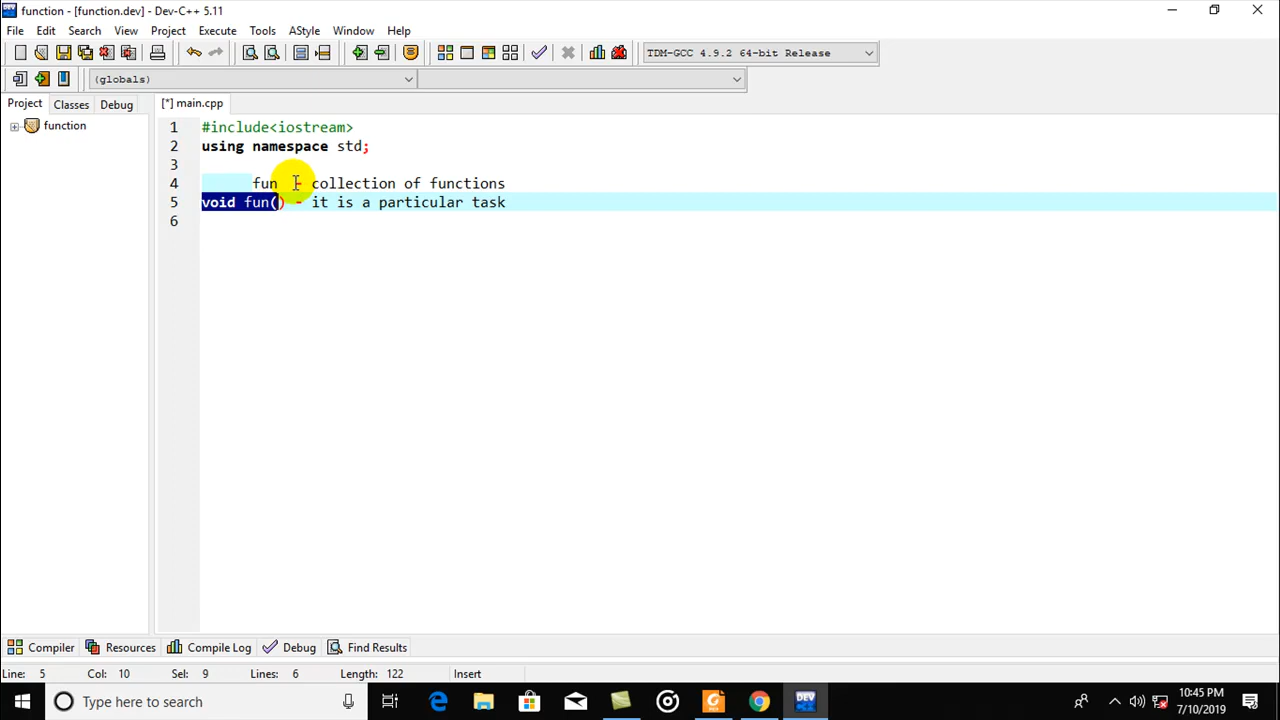 function - [function.dev] - Dev-C++ 5.11
File Edit Search View Project Execute Tools AStyle Window Help
TDM-GCC 4.9.2 64-bit Release
(globals)
Project Classes Debug [*] main.cpp
function
1 #include<iostream>
2 using namespace std;
3
4 fun - collection of functions
5 void fun() - it is a particular task
6
Compiler Resources Compile Log Debug Find Results
Line: 5 Col: 10 Sel: 9 Lines: 6 Length: 122 Insert
Type here to search
DEV
10:45 PM
7/10/2019